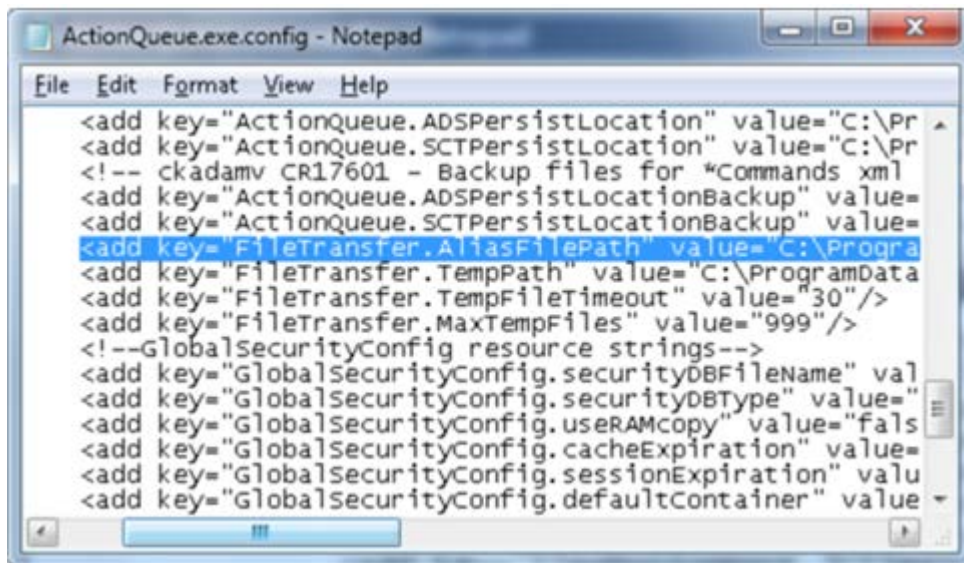 ActionQueue.exe.config - Notepad
File Edit Format View Help
<add key="ActionQueue.ADSPersistLocation" value="C:\Pr
<add key="ActionQueue.SCTPersistLocation" value="C:\Pr
<!-- ckadamv CR17601 - Backup files for *Commands xml
<add key="ActionQueue.ADSPersistLocationBackup" value=
<add key="ActionQueue.SCTPersistLocationBackup" value=
<add key="FileTransfer.AliasFilePath" value="C:\Progra
<add key="FileTransfer.TempPath" value="C:\ProgramData
<add key="FileTransfer.TempFileTimeout" value="30"/>
<add key="FileTransfer.MaxTempFiles" value="999"/>
<!--GlobalSecurityConfig resource strings-->
<add key="GlobalSecurityConfig.securityDBFileName" val
<add key="GlobalSecurityConfig.securityDBType" value="
<add key="GlobalSecurityConfig.useRAMcopy" value="fals
<add key="GlobalSecurityConfig.cacheExpiration" value=
<add key="GlobalSecurityConfig.sessionExpiration" valu
<add key="GlobalSecurityConfig.defaultContainer" value